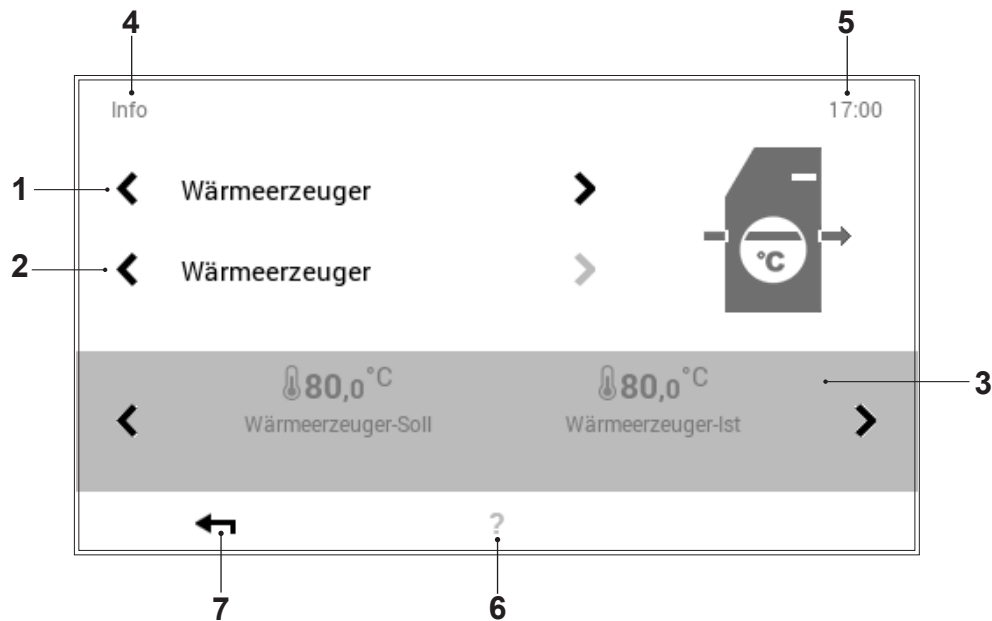 4 5
Info 17:00
1 Wärmeerzeuger
2 Wärmeerzeuger
°C
80,0°C 80,0°C 3
Wärmeerzeuger-Soll Wärmeerzeuger-Ist
?
7 6